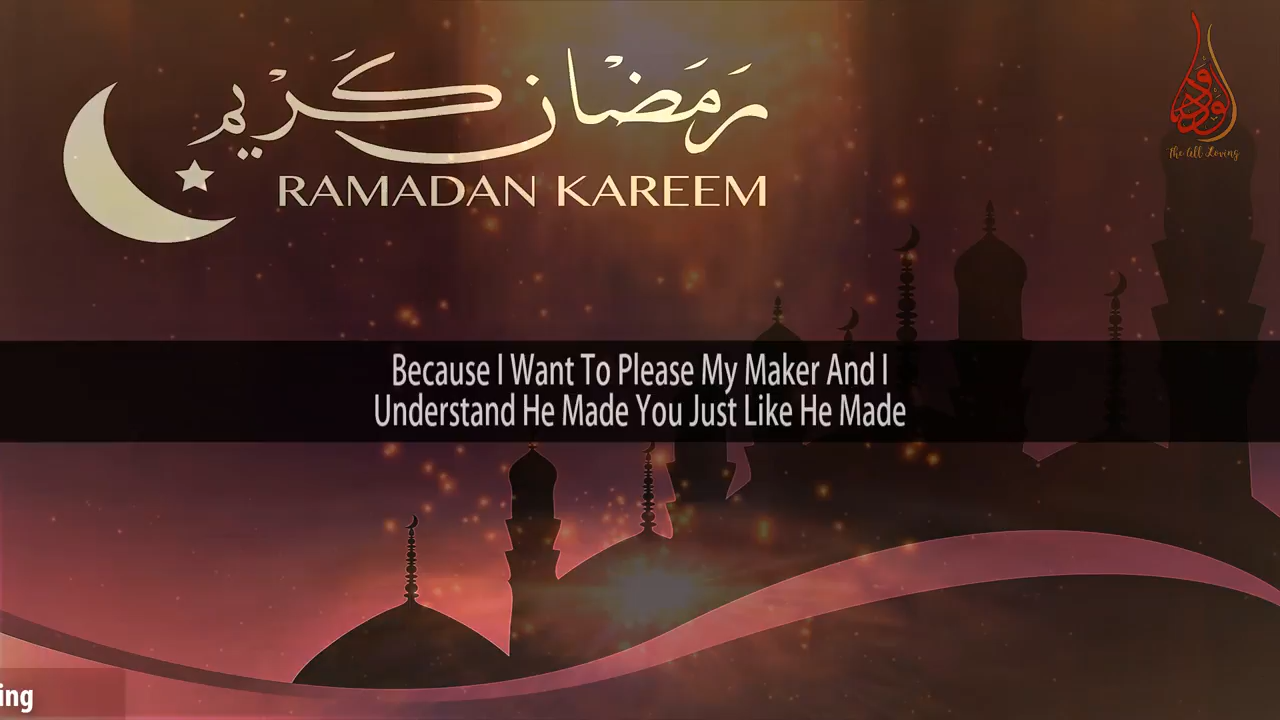 رَمَضَان كَرْيم
RAMADAN KAREEM
The All Loving
Because I Want To Please My Maker And I
Understand He Made You Just Like He Made
ing